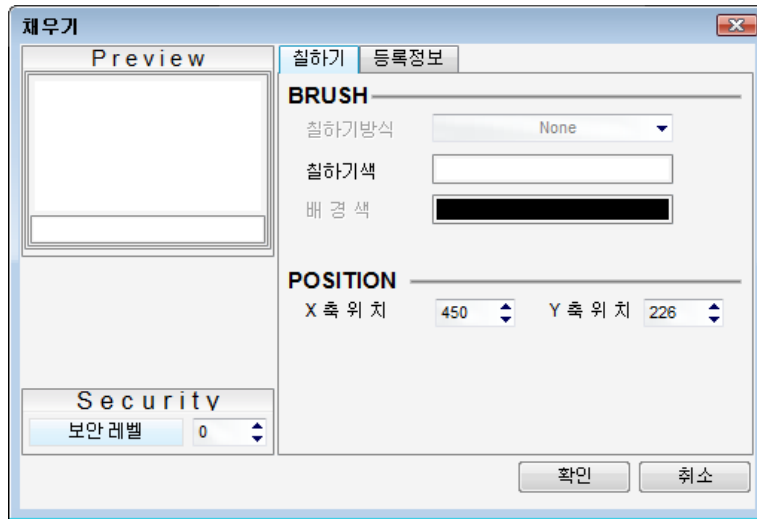 채우기
Preview
칠하기 등록정보
BRUSH
칠하기방식 None
칠하기색
배 경 색
POSITION
X 축 위 치 450 Y 축 위 치 226
Security
보안 레벨 0
확인 취소